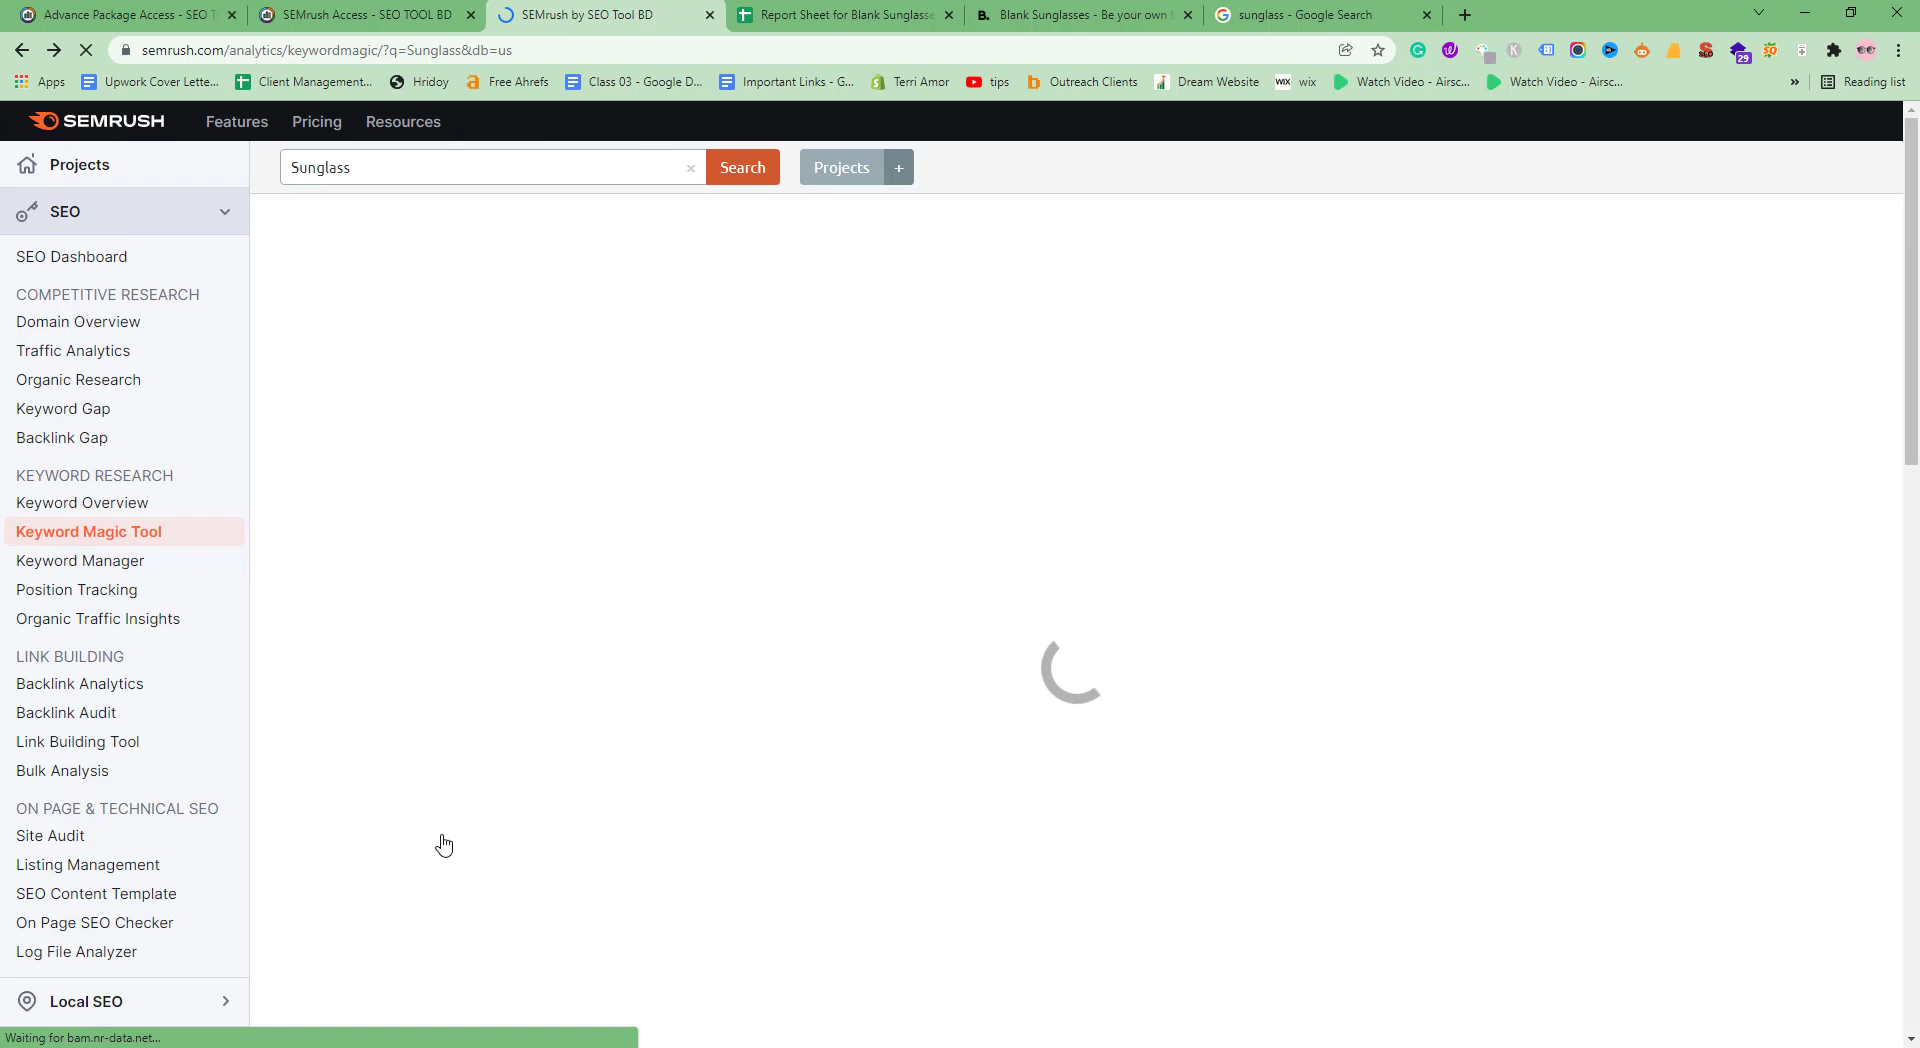 Advance Package Access - SEO T
SEMrush Access - SEO TOOL BD
SEMrush by SEO Tool BD
Report Sheet for Blank Sunglasse
Blank Sunglasses - Be your own
sunglass - Google Search
semrush.com/analytics/keywordmagic/?q=Sunglass&db=us
29
Apps
Upwork Cover Lette...
Client Management...
Hridoy
Free Ahrefs
Class 03 - Google D...
Important Links - G...
Terri Amor
tips
Outreach Clients
Dream Website
WIX wix
Watch Video - Airsc...
Watch Video - Airsc...
»
Reading list
SEMRUSH
Features
Pricing
Resources
Projects
Sunglass
Search
Projects
+
SEO
SEO Dashboard
COMPETITIVE RESEARCH
Domain Overview
Traffic Analytics
Organic Research
Keyword Gap
Backlink Gap
KEYWORD RESEARCH
Keyword Overview
Keyword Magic Tool
Keyword Manager
Position Tracking
Organic Traffic Insights
LINK BUILDING
Backlink Analytics
Backlink Audit
Link Building Tool
Bulk Analysis
ON PAGE & TECHNICAL SEO
Site Audit
Listing Management
SEO Content Template
On Page SEO Checker
Log File Analyzer
Local SEO
Waiting for bam.nr-data.net...